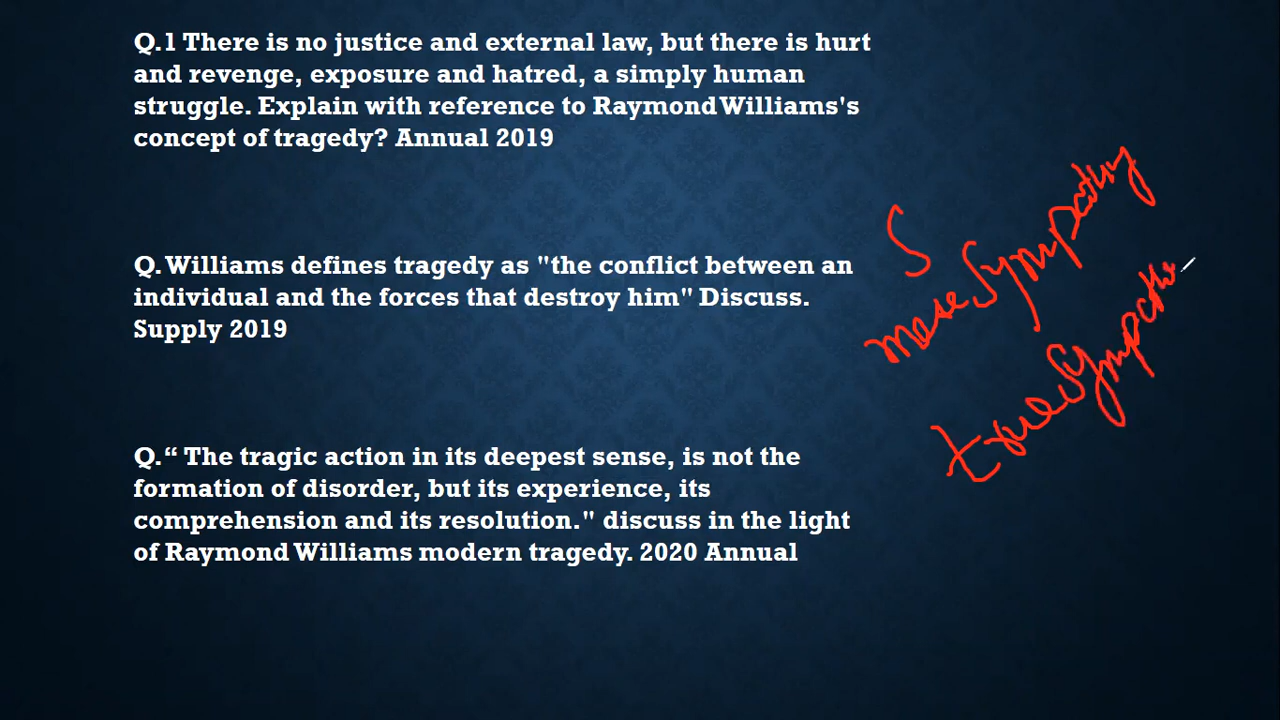 Q.1 There is no justice and external law, but there is hurt
and revenge, exposure and hatred, a simply human
struggle. Explain with reference to Raymond Williams's
concept of tragedy? Annual 2019
Q. Williams defines tragedy as "the conflict between an
individual and the forces that destroy him" Discuss.
Supply 2019
Q.“ The tragic action in its deepest sense, is not the
formation of disorder, but its experience, its
comprehension and its resolution." discuss in the light
of Raymond Williams modern tragedy. 2020 Annual
S
mere Sympathy
true Sympathy